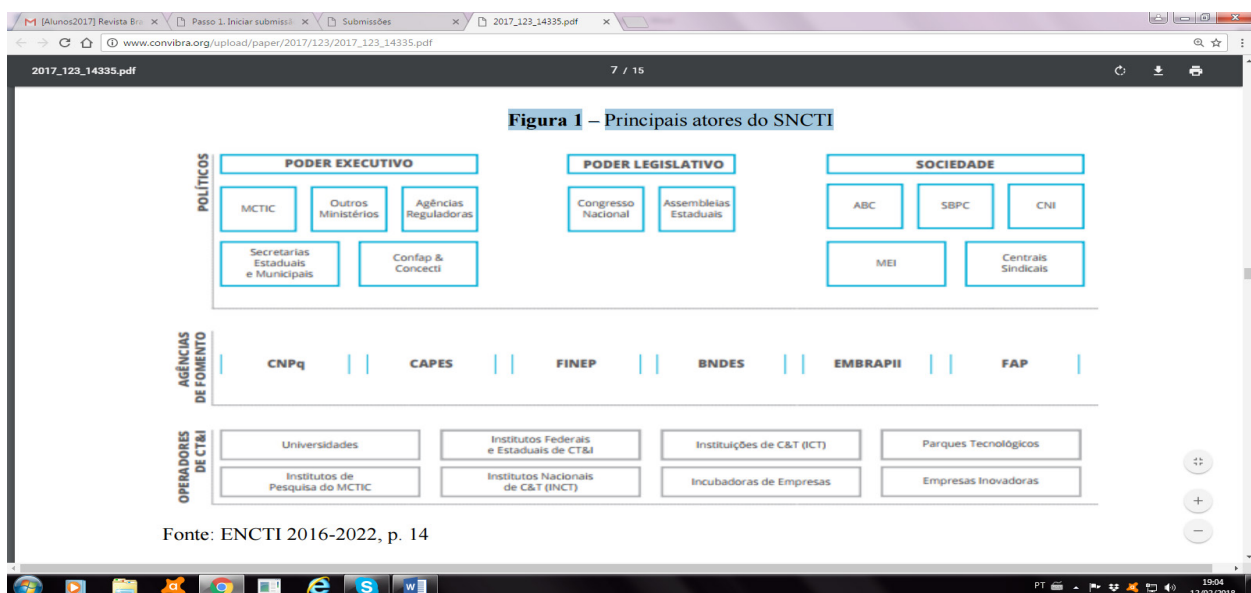 [Alunos2017] Revista Bra
Passo 1. Iniciar submissã
Submissões
2017_123_14335.pdf
www.convibra.org/upload/paper/2017/123/2017_123_14335.pdf
2017_123_14335.pdf
7 / 15
Figura 1 – Principais atores do SNCTI
POLÍTICOS
PODER EXECUTIVO
PODER LEGISLATIVO
SOCIEDADE
MCTIC
Outros
Ministérios
Agências
Reguladoras
Congresso
Nacional
Assembleias
Estaduais
ABC
SBPC
CNI
Secretarias
Estaduais
e Municipais
Confap &
Concecti
MEI
Centrais
Sindicais
AGÊNCIAS
DE FOMENTO
CNPq
CAPES
FINEP
BNDES
EMBRAPII
FAP
OPERADORES
DE CT&I
Universidades
Institutos Federais
e Estaduais de CT&I
Instituições de C&T (ICT)
Parques Tecnológicos
Institutos de
Pesquisa do MCTIC
Institutos Nacionais
de C&T (INCT)
Incubadoras de Empresas
Empresas Inovadoras
Fonte: ENCTI 2016-2022, p. 14
PT
19:04
12/02/2018